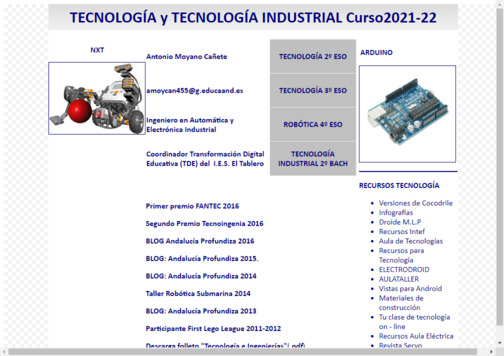 TECNOLOGÍA y TECNOLOGÍA INDUSTRIAL Curso2021-22
NXT
Antonio Moyano Cañete
amoycan455@g.educaand.es
Ingeniero en Automática y
Electrónica Industrial
Coordinador Transformación Digital
Educativa (TDE) del I.E.S. El Tablero
TECNOLOGÍA 2º ESO
TECNOLOGÍA 3º ESO
ROBÓTICA 4º ESO
TECNOLOGÍA
INDUSTRIAL 2º BACH
Primer premio FANTEC 2016
Segundo Premio Tecnoingenia 2016
BLOG Andalucía Profundiza 2016
BLOG: Andalucía Profundiza 2015.
BLOG: Andalucía Profundiza 2014
Taller Robótica Submarina 2014
BLOG: Andalucía Profundiza 2013
Participante First Lego League 2011-2012
Descarga folleto "Tecnología e Ingenierías"(.pdf)
ARDUINO
RECURSOS TECNOLOGÍA
Versiones de Cocodrile
Infografías
Droide M.L.P
Recursos Intef
Aula de Tecnologías
Recursos para
Tecnología
ELECTRODROID
AULATALLER
Vistas para Android
Materiales de
construcción
Tu clase de tecnología
on - line
Recursos Aula Eléctrica
Revista Servo